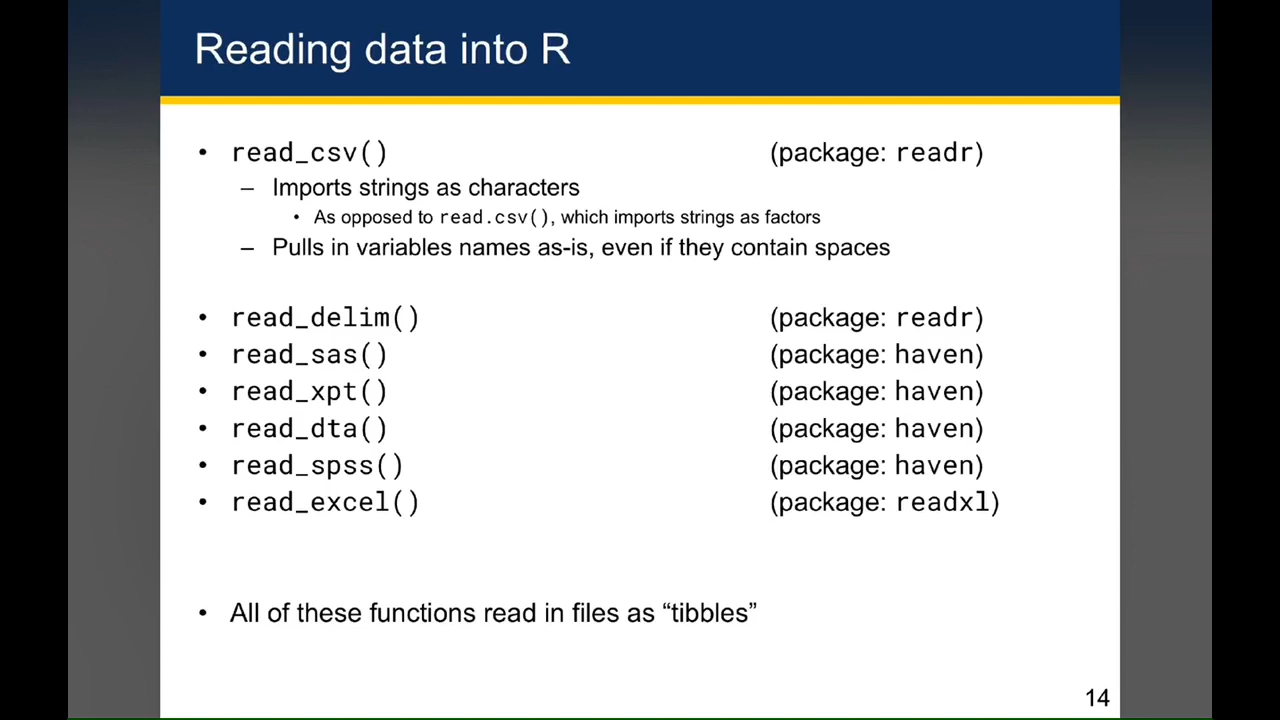 Reading data into R
• read_csv() (package: readr)
– Imports strings as characters
• As opposed to read.csv(), which imports strings as factors
– Pulls in variables names as-is, even if they contain spaces
• read_delim() (package: readr)
• read_sas() (package: haven)
• read_xpt() (package: haven)
• read_dta() (package: haven)
• read_spss() (package: haven)
• read_excel() (package: readxl)
• All of these functions read in files as “tibbles”
14